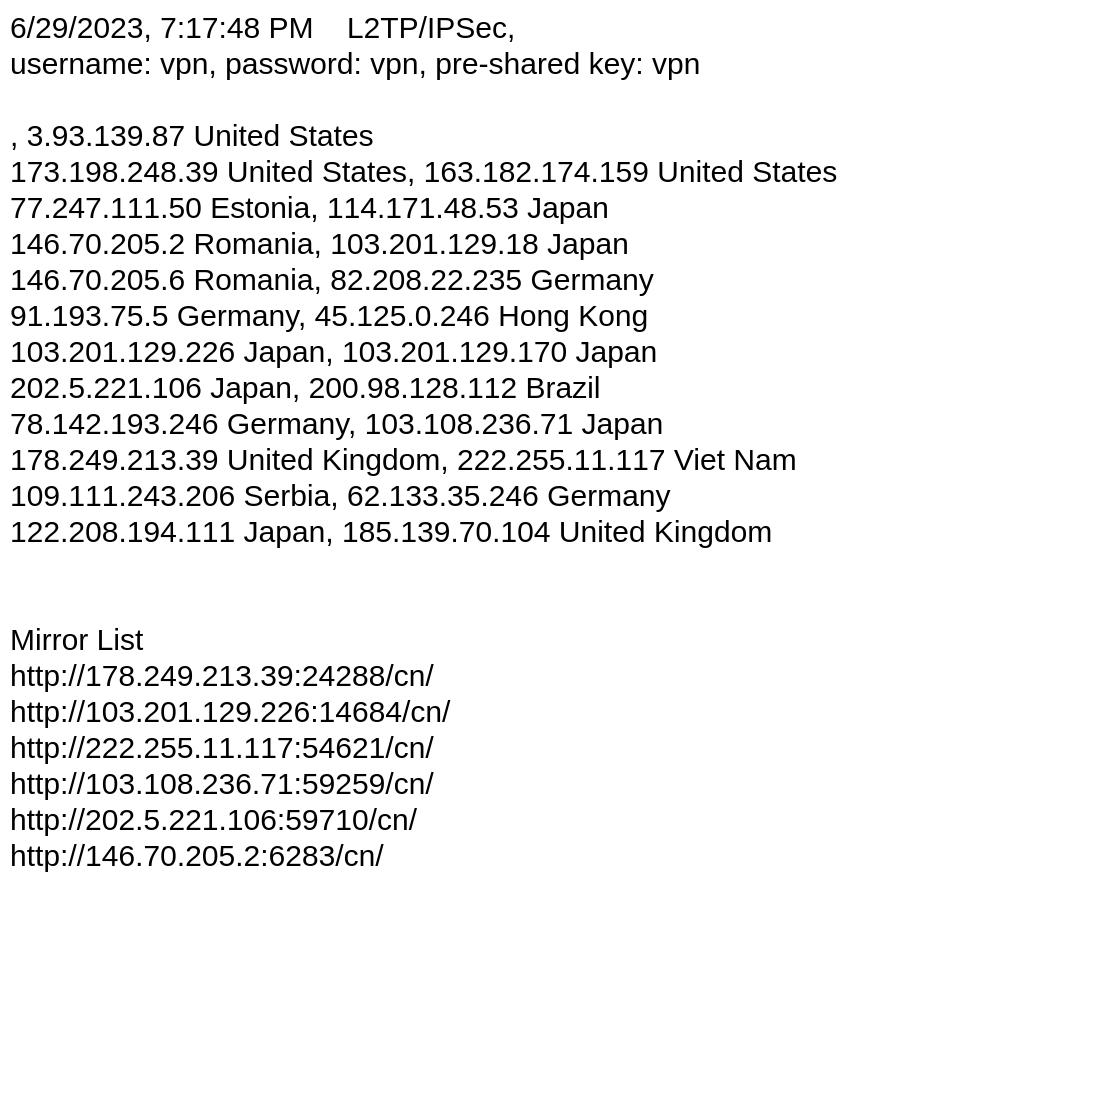 6/29/2023, 7:17:48 PM    L2TP/IPSec,
username: vpn, password: vpn, pre-shared key: vpn
, 3.93.139.87 United States
173.198.248.39 United States, 163.182.174.159 United States
77.247.111.50 Estonia, 114.171.48.53 Japan
146.70.205.2 Romania, 103.201.129.18 Japan
146.70.205.6 Romania, 82.208.22.235 Germany
91.193.75.5 Germany, 45.125.0.246 Hong Kong
103.201.129.226 Japan, 103.201.129.170 Japan
202.5.221.106 Japan, 200.98.128.112 Brazil
78.142.193.246 Germany, 103.108.236.71 Japan
178.249.213.39 United Kingdom, 222.255.11.117 Viet Nam
109.111.243.206 Serbia, 62.133.35.246 Germany
122.208.194.111 Japan, 185.139.70.104 United Kingdom
Mirror List
http://178.249.213.39:24288/cn/
http://103.201.129.226:14684/cn/
http://222.255.11.117:54621/cn/
http://103.108.236.71:59259/cn/
http://202.5.221.106:59710/cn/
http://146.70.205.2:6283/cn/